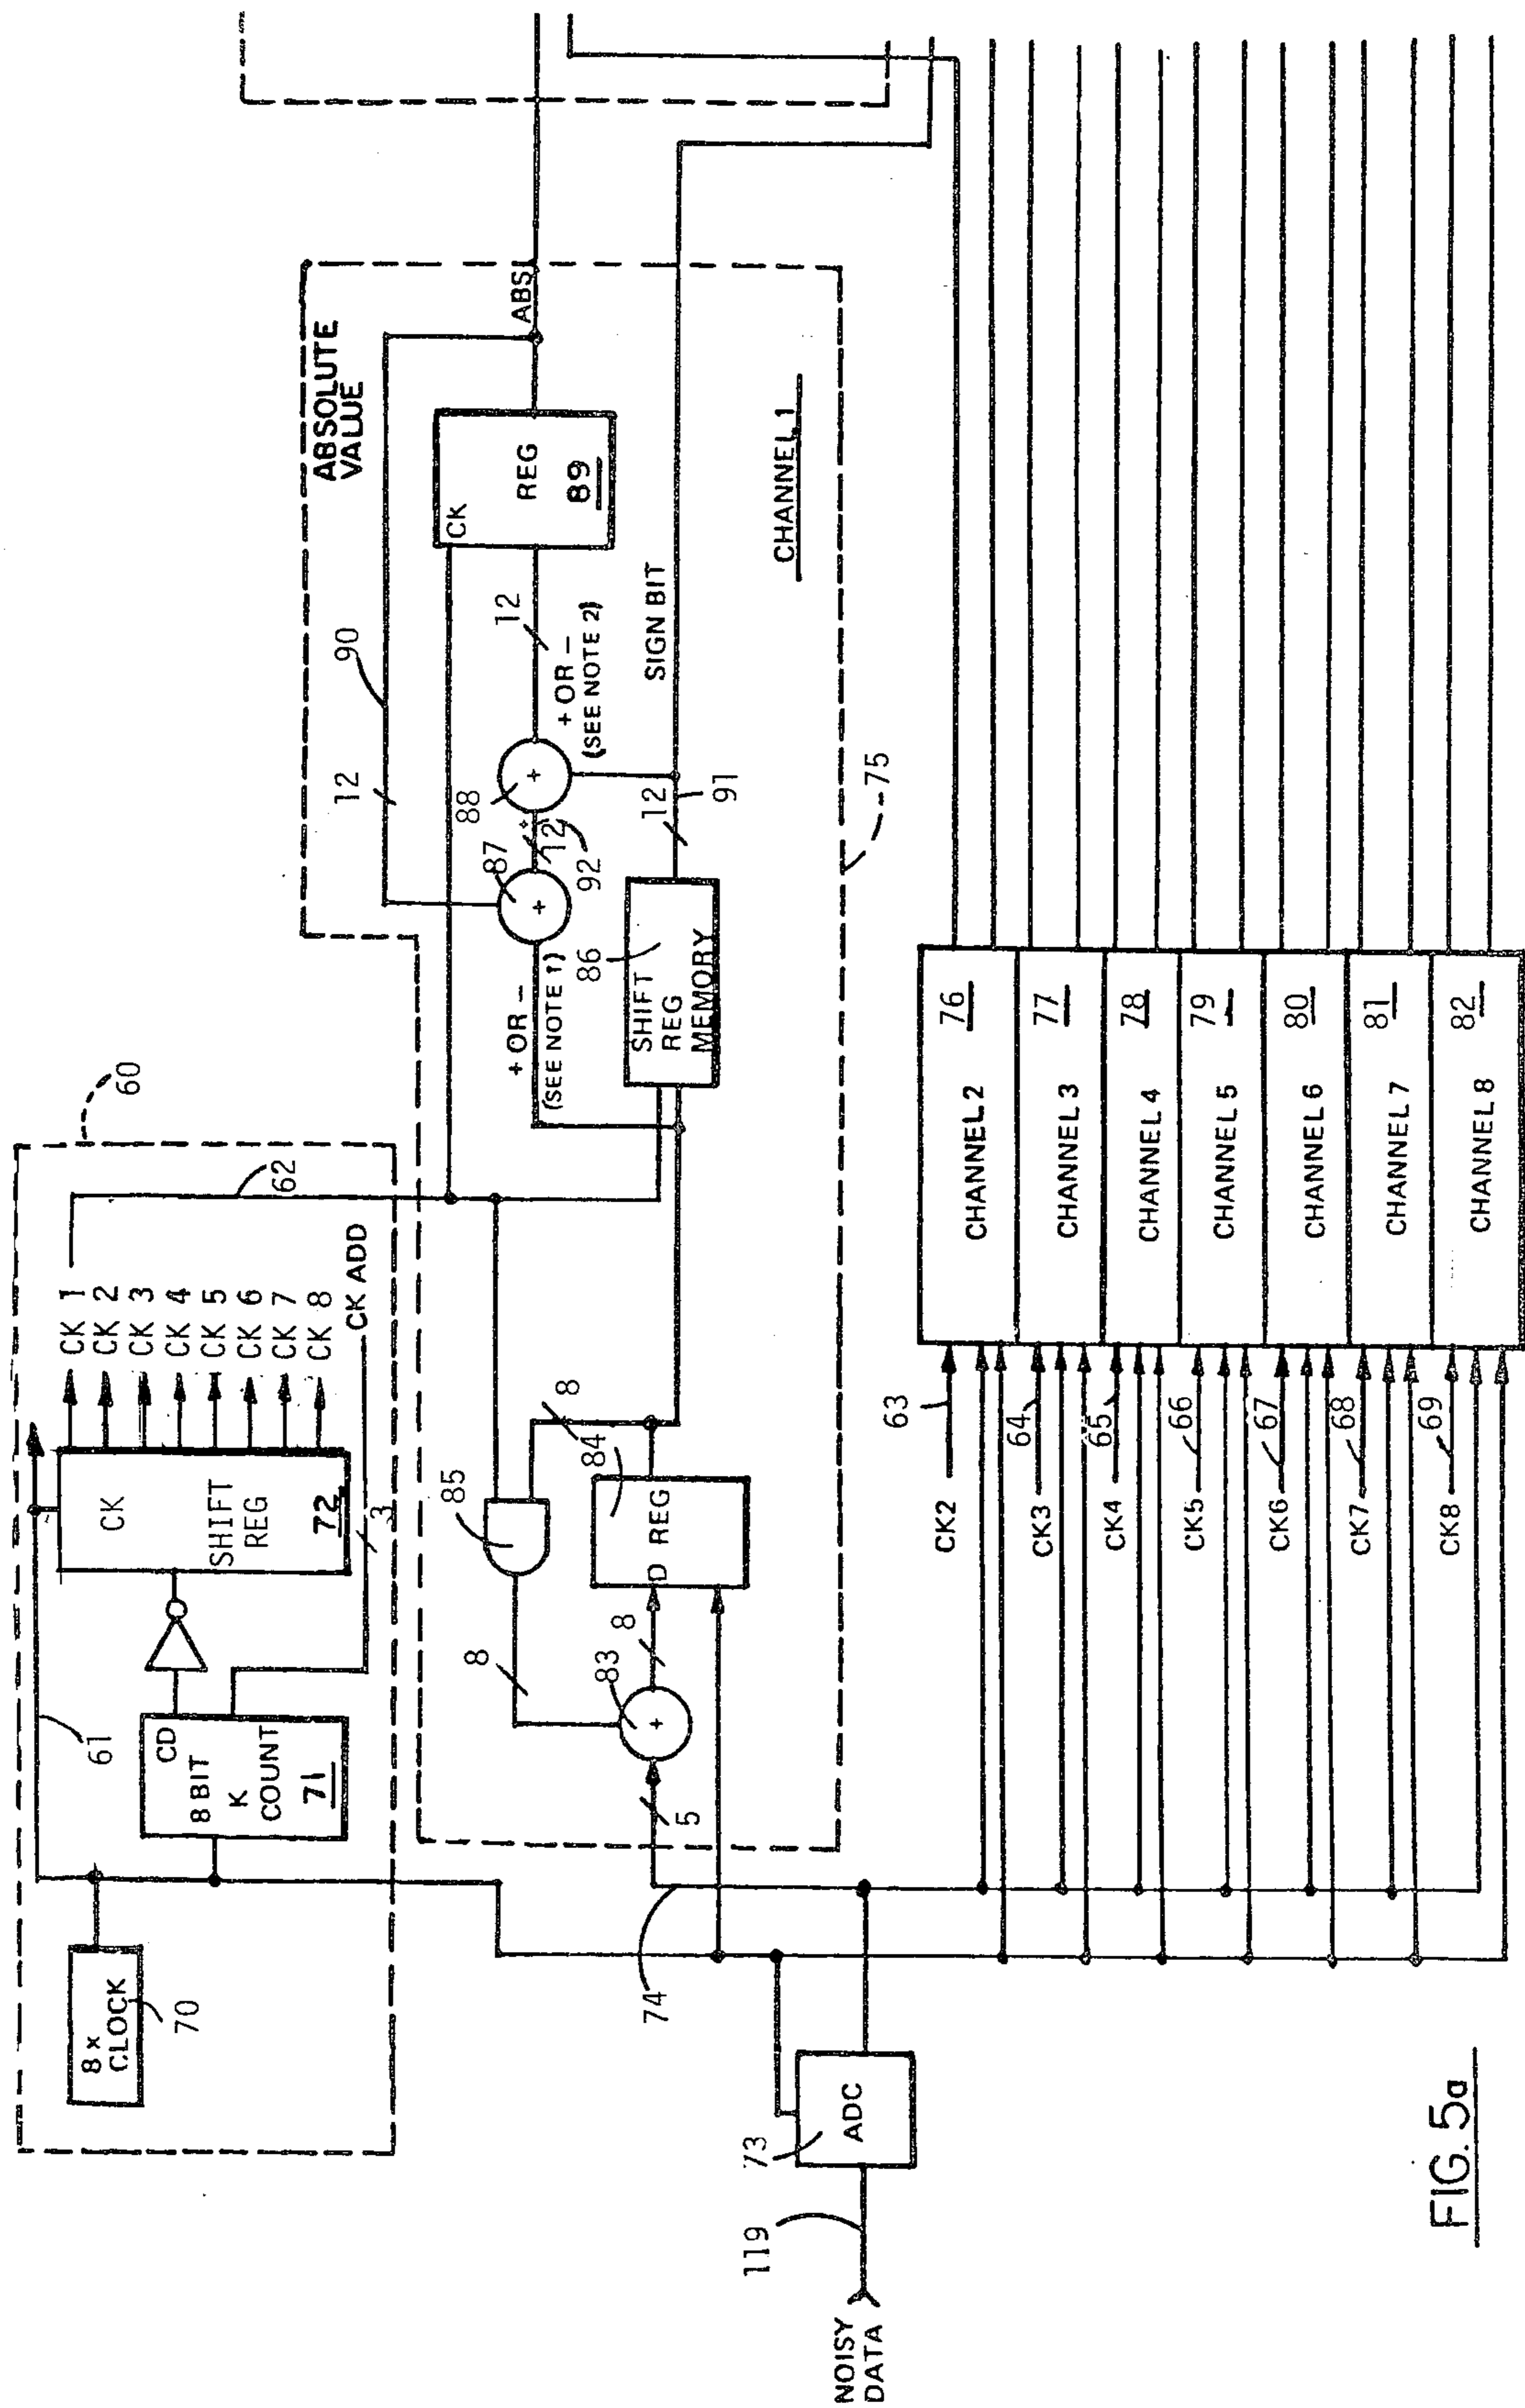 60
61
62
8 x
CLOCK
70
CD
8 BIT
K
COUNT
71
CK
SHIFT
REG
72
CK 1
CK 2
CK 3
CK 4
CK 5
CK 6
CK 7
CK 8
CK ADD
3
ABSOLUTE
VALUE
90
12
CK
REG
89
ABS
12
88
87
12
92
+
+
+ OR -
(SEE NOTE 1)
+ OR -
(SEE NOTE 2)
SIGN BIT
86
SHIFT
REG
MEMORY
12
91
CHANNEL 1
75
85
8
8
84
D REG
8
83
+
5
74
NOISY
DATA
119
73
ADC
CK2
63
CHANNEL 2
76
CK3
64
CHANNEL 3
77
CK4
65
CHANNEL 4
78
CK5
66
CHANNEL 5
79
CK6
67
CHANNEL 6
80
CK7
68
CHANNEL 7
81
CK8
69
CHANNEL 8
82
FIG. 5a